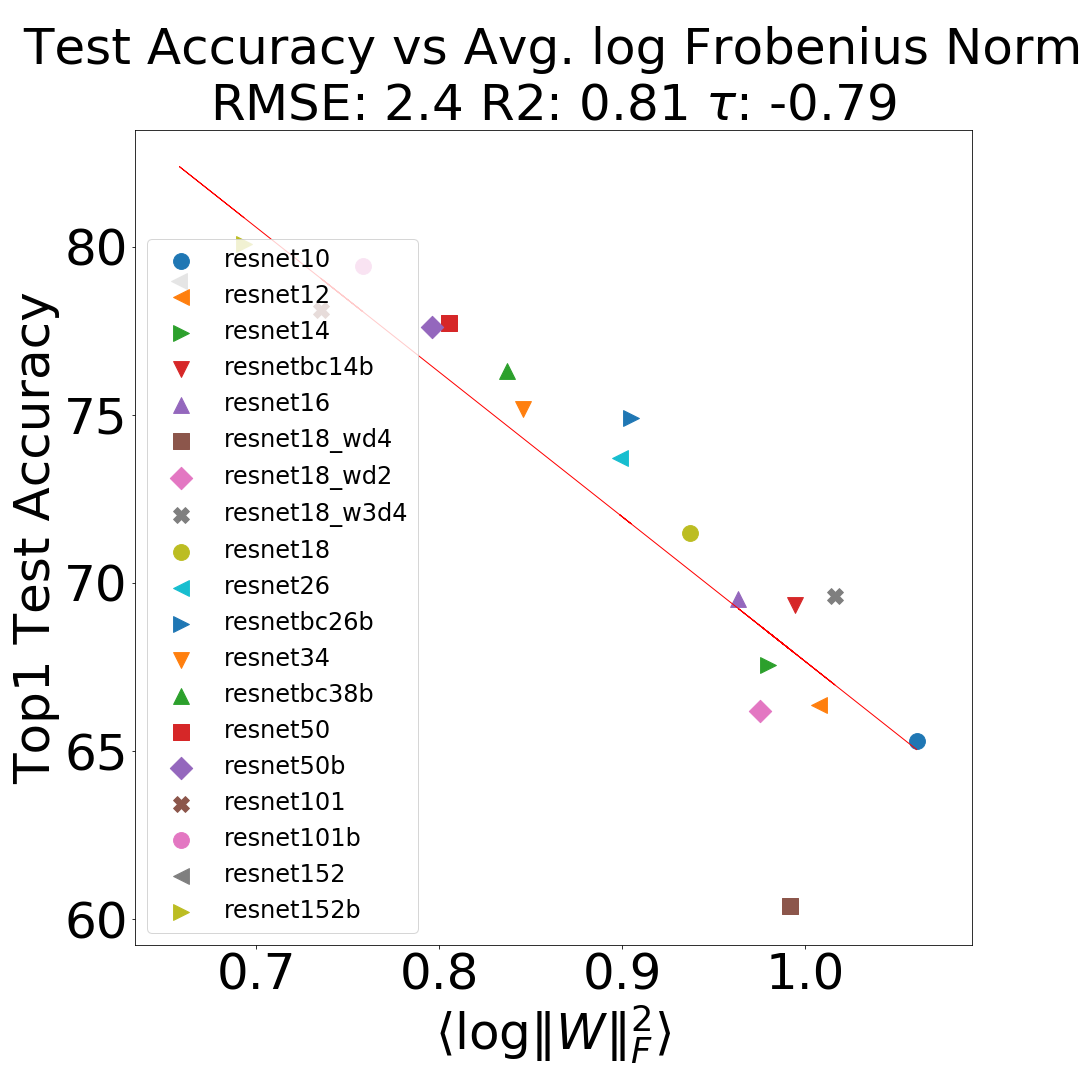 Test Accuracy vs Avg. log Frobenius Norm
RMSE: 2.4 R2: 0.81 τ: -0.79
Top1 Test Accuracy
80
75
70
65
60
resnet10
resnet12
resnet14
resnetbc14b
resnet16
resnet18_wd4
resnet18_wd2
resnet18_w3d4
resnet18
resnet26
resnetbc26b
resnet34
resnetbc38b
resnet50
resnet50b
resnet101
resnet101b
resnet152
resnet152b
0.7 0.8 0.9 1.0
⟨log‖W‖²_F⟩